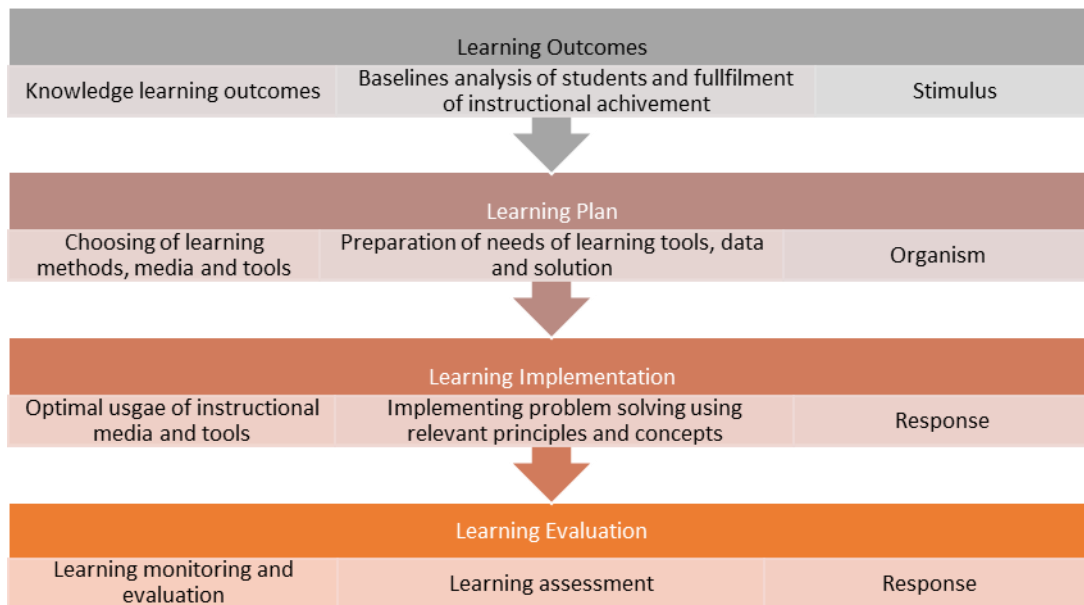 Learning Outcomes
Knowledge learning outcomes
Baselines analysis of students and fullfilment
of instructional achivement
Stimulus
Learning Plan
Choosing of learning
methods, media and tools
Preparation of needs of learning tools, data
and solution
Organism
Learning Implementation
Optimal usgae of instructional
media and tools
Implementing problem solving using
relevant principles and concepts
Response
Learning Evaluation
Learning monitoring and
evaluation
Learning assessment
Response